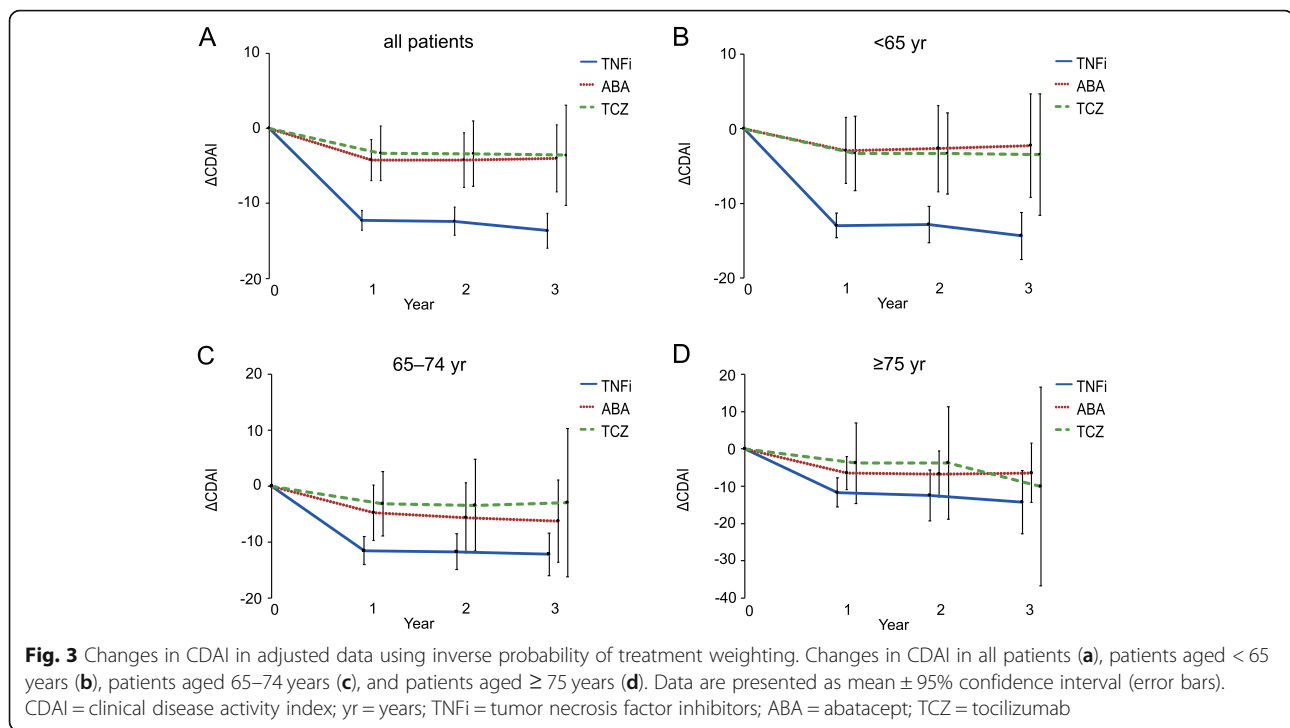 A
all patients
10
0
-10
-20
ΔCDAI
0
1
2
3
Year
TNFi
ABA
TCZ
B
<65 yr
10
0
-10
-20
ΔCDAI
0
1
2
3
Year
TNFi
ABA
TCZ
C
65–74 yr
20
10
0
-10
-20
ΔCDAI
0
1
2
3
Year
TNFi
ABA
TCZ
D
≥75 yr
20
10
0
-10
-20
-30
-40
ΔCDAI
0
1
2
3
Year
TNFi
ABA
TCZ
Fig. 3 Changes in CDAI in adjusted data using inverse probability of treatment weighting. Changes in CDAI in all patients (a), patients aged < 65
years (b), patients aged 65–74 years (c), and patients aged ≥ 75 years (d). Data are presented as mean ± 95% confidence interval (error bars).
CDAI = clinical disease activity index; yr = years; TNFi = tumor necrosis factor inhibitors; ABA = abatacept; TCZ = tocilizumab